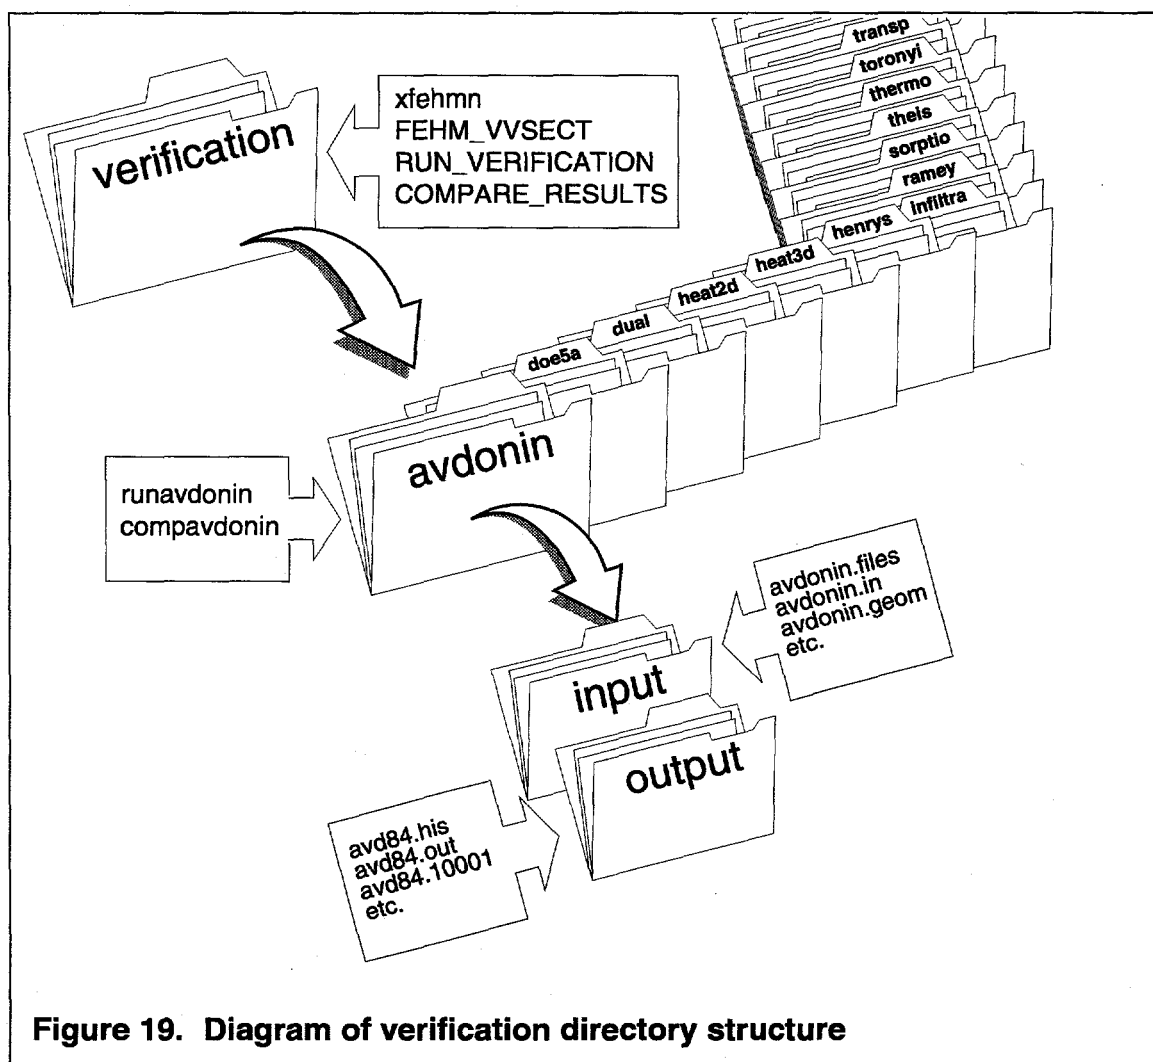 verification
xfehmn
FEHM_VVSECT
RUN_VERIFICATION
COMPARE_RESULTS
transp
toronyi
thermo
theis
sorptio
ramey
infiltra
henrys
heat3d
heat2d
dual
doe5a
avdonin
runavdonin
compavdonin
avdonin.files
avdonin.in
avdonin.geom
etc.
input
output
avd84.his
avd84.out
avd84.10001
etc.
Figure 19. Diagram of verification directory structure